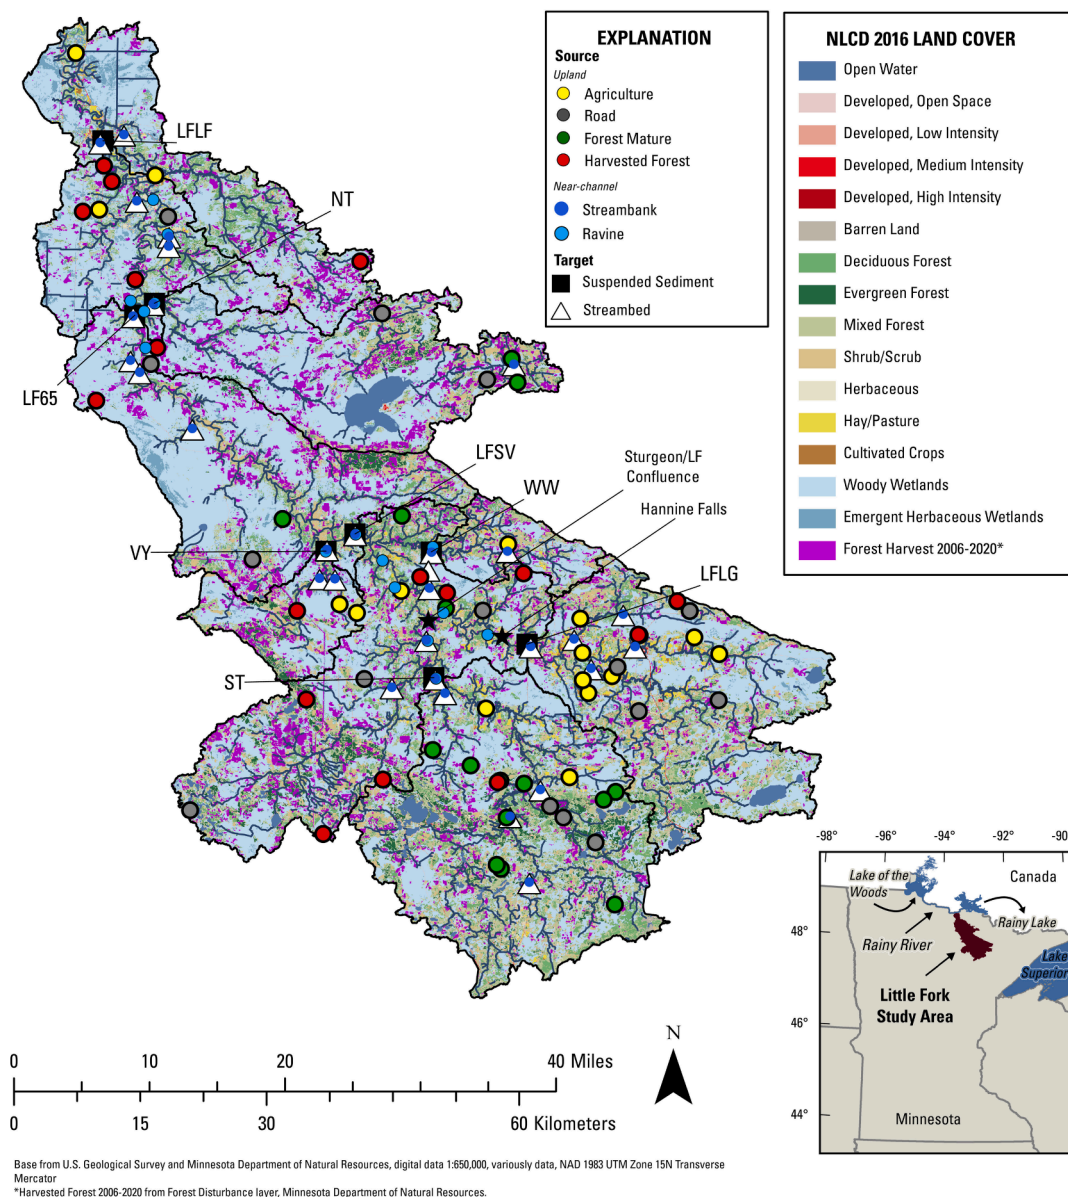 EXPLANATION
Source
Upland
Agriculture
Road
Forest Mature
Harvested Forest
Near-channel
Streambank
Ravine
Target
Suspended Sediment
Streambed
NLCD 2016 LAND COVER
Open Water
Developed, Open Space
Developed, Low Intensity
Developed, Medium Intensity
Developed, High Intensity
Barren Land
Deciduous Forest
Evergreen Forest
Mixed Forest
Shrub/Scrub
Herbaceous
Hay/Pasture
Cultivated Crops
Woody Wetlands
Emergent Herbaceous Wetlands
Forest Harvest 2006-2020*
LFLF
NT
LF65
LFSV
Sturgeon/LF
Confluence
WW
Hannine Falls
VY
LFLG
ST
-98°
-96°
-94°
-92°
-90
Lake of the
Woods
Canada
Rainy Lake
48°
Rainy River
Lake
Superior
Little Fork
Study Area
46°
44°
Minnesota
N
0 10 20 40 Miles
0 15 30 60 Kilometers
Base from U.S. Geological Survey and Minnesota Department of Natural Resources, digital data 1:650,000, variously data, NAD 1983 UTM Zone 15N Transverse
Mercator
*Harvested Forest 2006-2020 from Forest Disturbance layer, Minnesota Department of Natural Resources.